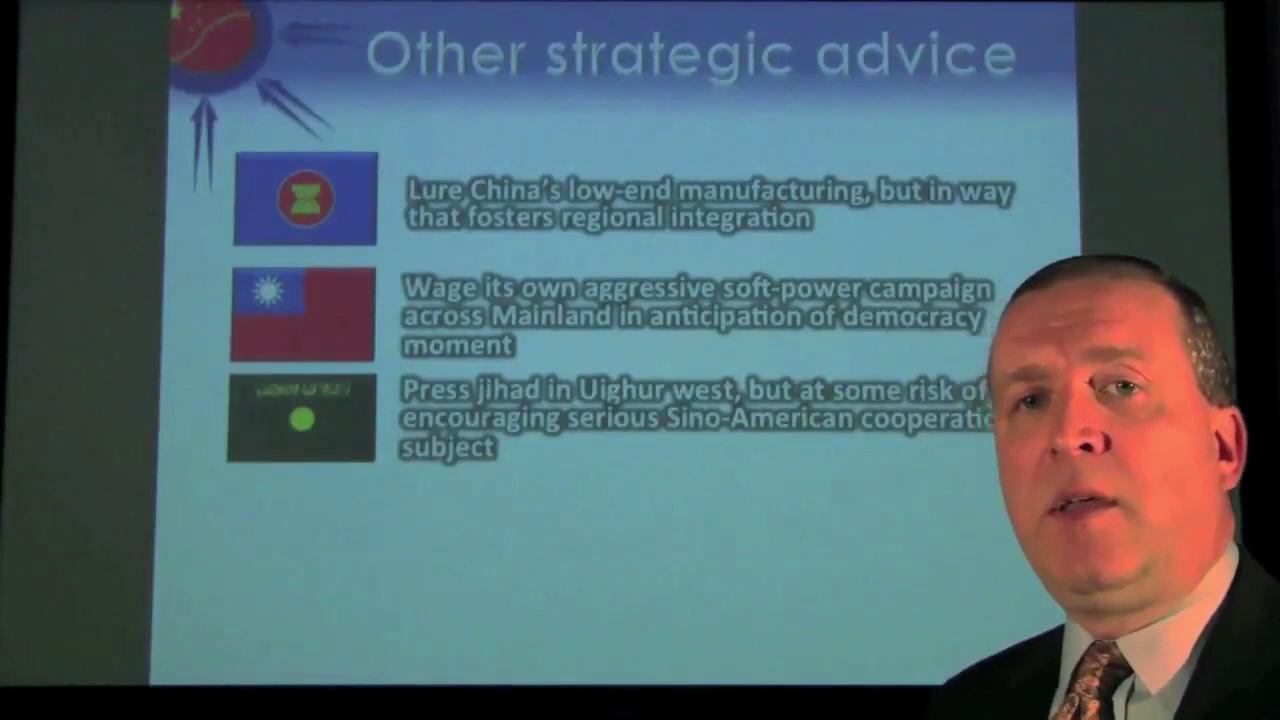 Other strategic advice
Lure China's low-end manufacturing, but in way
that fosters regional integration
Wage its own aggressive soft-power campaign
across Mainland in anticipation of democracy
moment
Press jihad in Uighur west, but at some risk of
encouraging serious Sino-American
subject